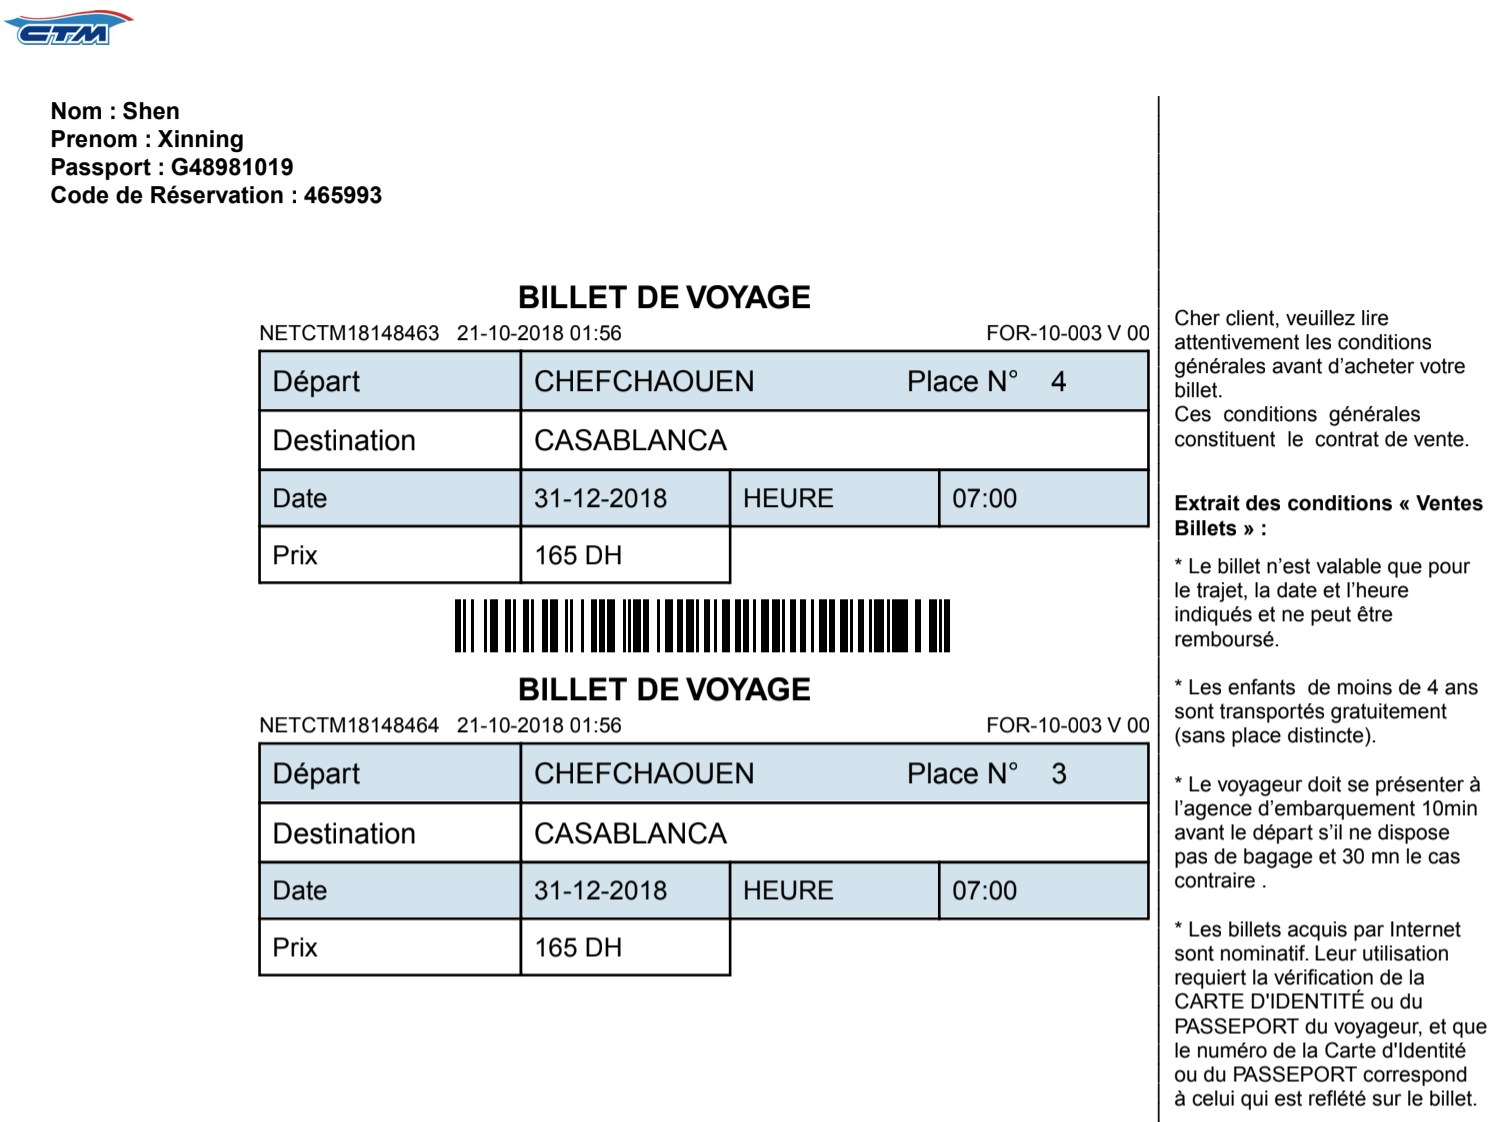 CTM
Nom : Shen
Prenom : Xinning
Passport : G48981019
Code de Réservation : 465993
BILLET DE VOYAGE
NETCTM18148463 21-10-2018 01:56 FOR-10-003 V 00
Départ CHEFCHAOUEN Place N° 4
Destination CASABLANCA
Date 31-12-2018 HEURE 07:00
Prix 165 DH
BILLET DE VOYAGE
NETCTM18148464 21-10-2018 01:56 FOR-10-003 V 00
Départ CHEFCHAOUEN Place N° 3
Destination CASABLANCA
Date 31-12-2018 HEURE 07:00
Prix 165 DH
Cher client, veuillez lire
attentivement les conditions
générales avant d’acheter votre
billet.
Ces conditions générales
constituent le contrat de vente.
Extrait des conditions « Ventes
Billets » :
* Le billet n’est valable que pour
le trajet, la date et l’heure
indiqués et ne peut être
remboursé.
* Les enfants de moins de 4 ans
sont transportés gratuitement
(sans place distincte).
* Le voyageur doit se présenter à
l’agence d’embarquement 10min
avant le départ s’il ne dispose
pas de bagage et 30 mn le cas
contraire .
* Les billets acquis par Internet
sont nominatif. Leur utilisation
requiert la vérification de la
CARTE D'IDENTITÉ ou du
PASSEPORT du voyageur, et que
le numéro de la Carte d'Identité
ou du PASSEPORT correspond
à celui qui est reflété sur le billet.